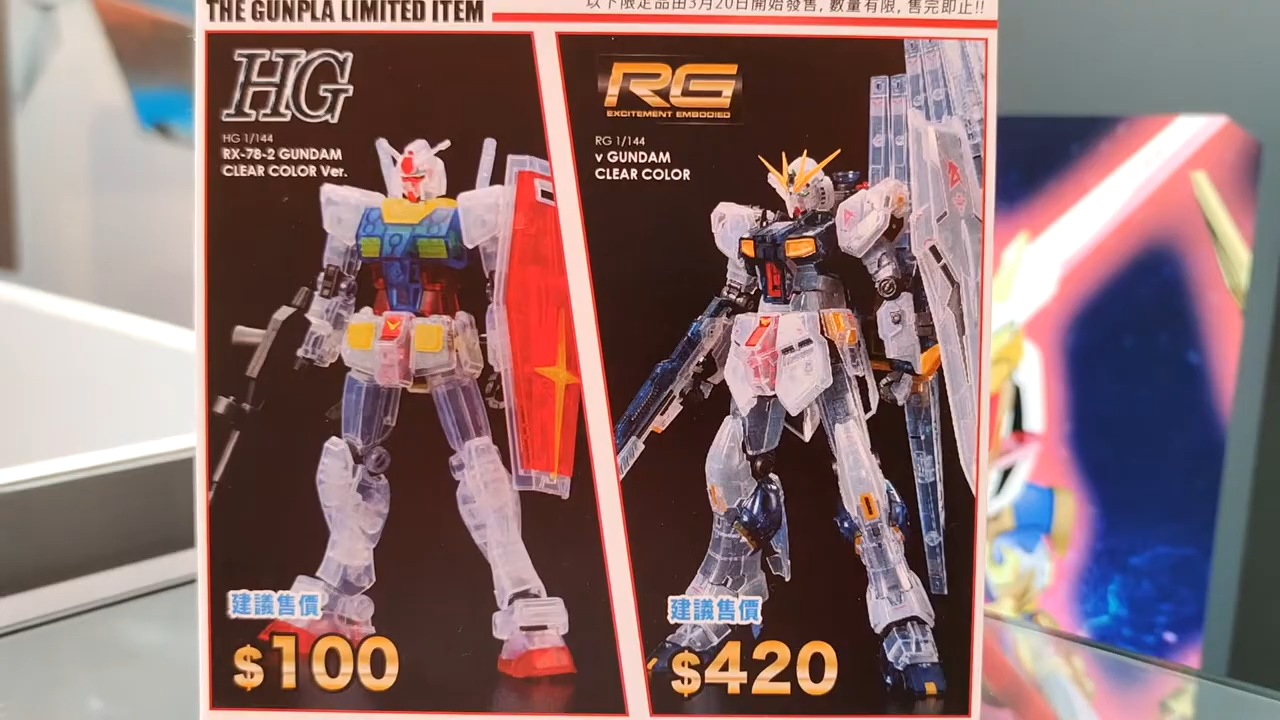 THE GUNPLA LIMITED ITEM
以下限定品由3月20日開始發售, 數量有限, 售完即止!!
HG
HG 1/144
RX-78-2 GUNDAM
CLEAR COLOR Ver.
建議售價
$100
RG
EXCITEMENT EMBODIED
RG 1/144
ν GUNDAM
CLEAR COLOR
建議售價
$420